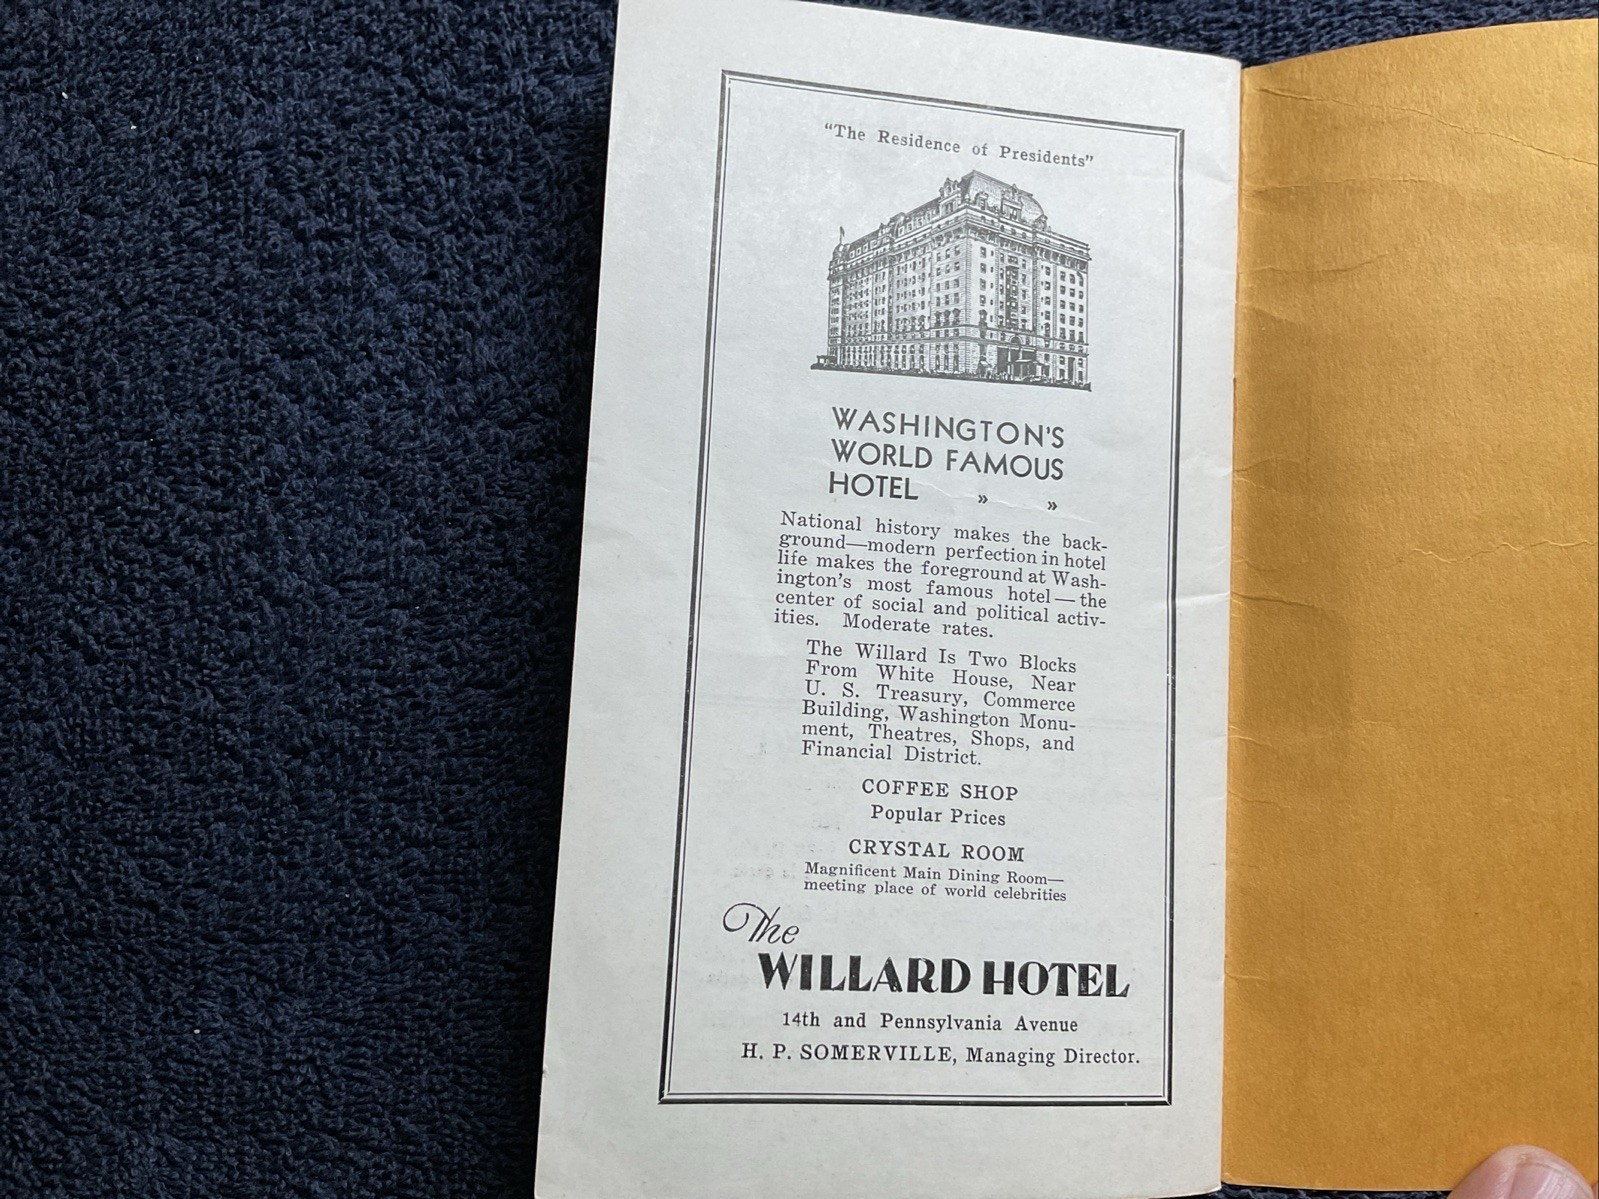 “The Residence of Presidents”
WASHINGTON'S
WORLD FAMOUS
HOTEL » »
National history makes the back-
ground—modern perfection in hotel
life makes the foreground at Wash-
ington's most famous hotel—the
center of social and political activ-
ities. Moderate rates.
The Willard Is Two Blocks
From White House, Near
U. S. Treasury, Commerce
Building, Washington Monu-
ment, Theatres, Shops, and
Financial District.
COFFEE SHOP
Popular Prices
CRYSTAL ROOM
Magnificent Main Dining Room—
meeting place of world celebrities
The
WILLARD HOTEL
14th and Pennsylvania Avenue
H. P. SOMERVILLE, Managing Director.